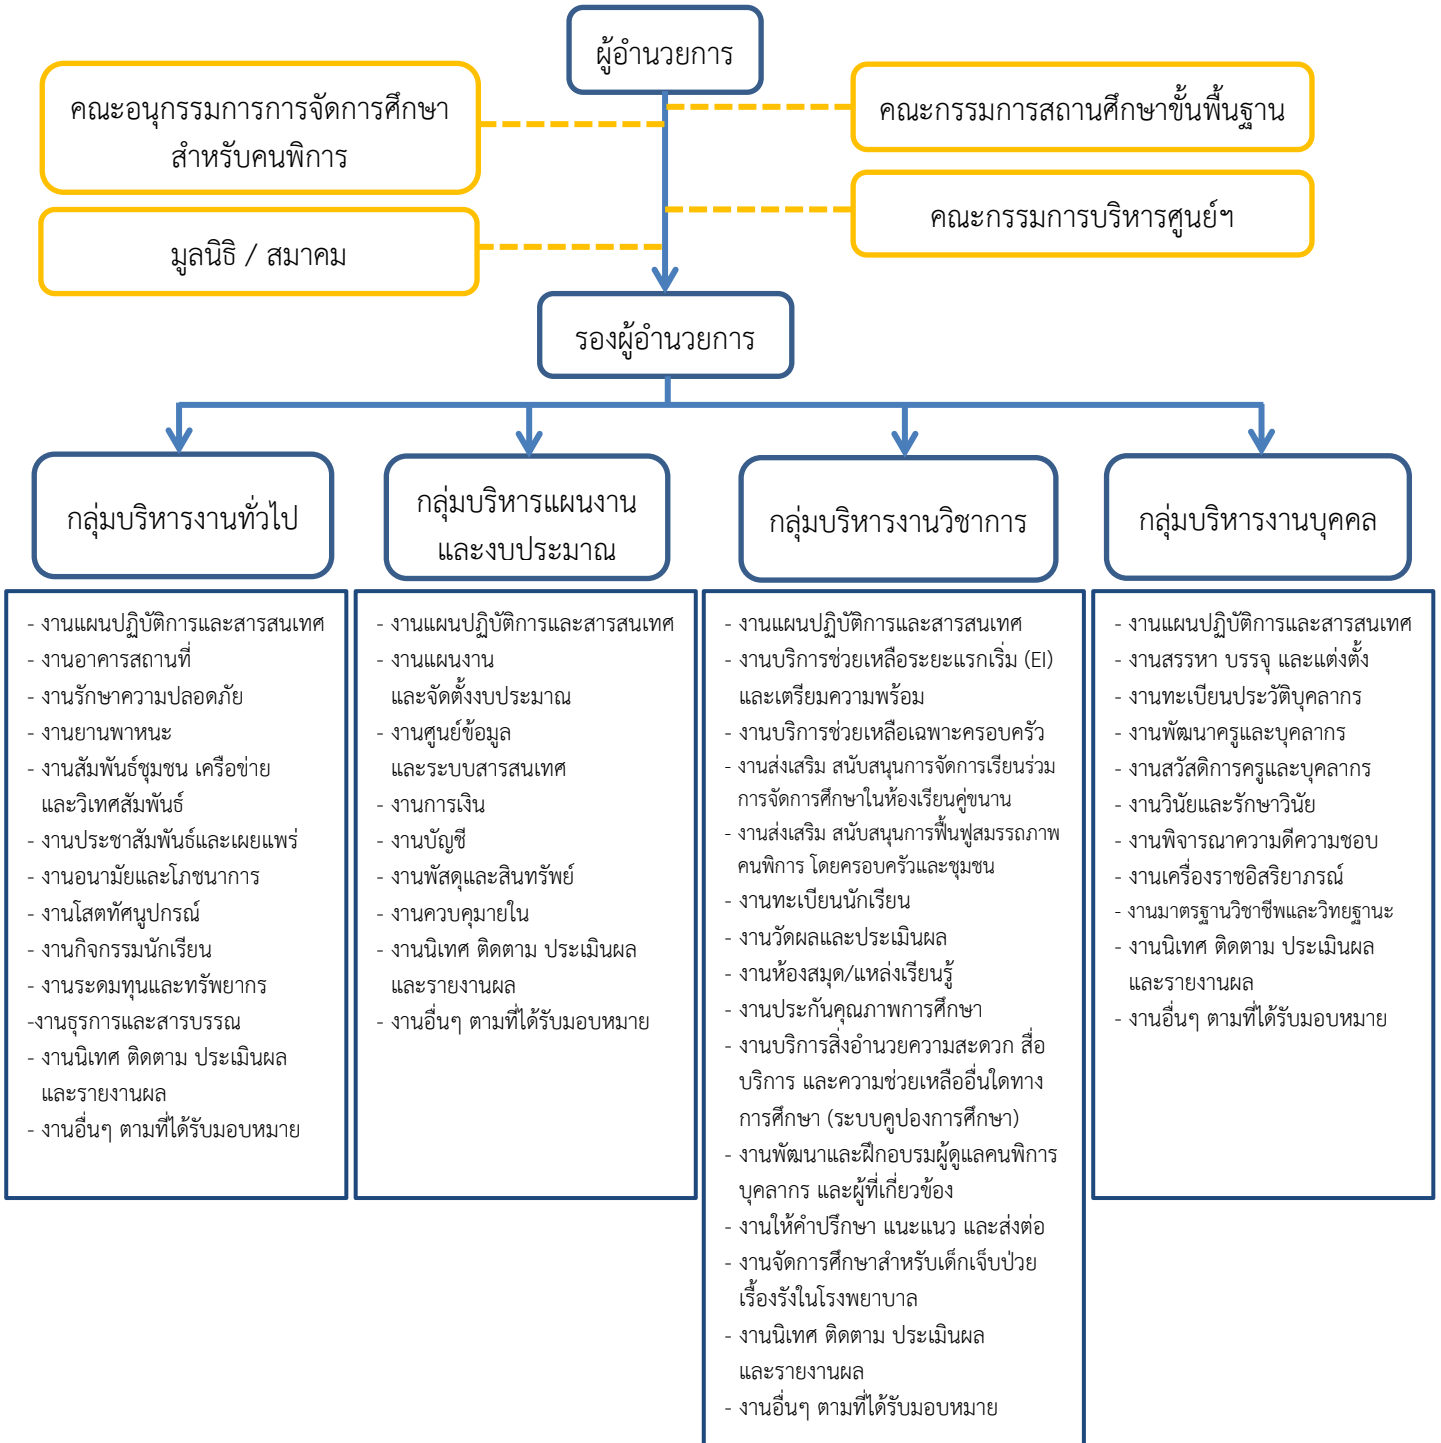 ผู้อำนวยการ
คณะอนุกรรมการการจัดการศึกษา
สำหรับคนพิการ
คณะกรรมการสถานศึกษาขั้นพื้นฐาน
มูลนิธิ / สมาคม
คณะกรรมการบริหารศูนย์ฯ
รองผู้อำนวยการ
กลุ่มบริหารงานทั่วไป
- งานแผนปฏิบัติการและสารสนเทศ
- งานอาคารสถานที่
- งานรักษาความปลอดภัย
- งานยานพาหนะ
- งานสัมพันธ์ชุมชน เครือข่าย
และวิเทศสัมพันธ์
- งานประชาสัมพันธ์และเผยแพร่
- งานอนามัยและโภชนาการ
- งานโสตทัศนูปกรณ์
- งานกิจกรรมนักเรียน
- งานระดมทุนและทรัพยากร
-งานธุรการและสารบรรณ
- งานนิเทศ ติดตาม ประเมินผล
และรายงานผล
- งานอื่นๆ ตามที่ได้รับมอบหมาย
กลุ่มบริหารแผนงาน
และงบประมาณ
- งานแผนปฏิบัติการและสารสนเทศ
- งานแผนงาน
และจัดตั้งงบประมาณ
- งานศูนย์ข้อมูล
และระบบสารสนเทศ
- งานการเงิน
- งานบัญชี
- งานพัสดุและสินทรัพย์
- งานควบคุมายใน
- งานนิเทศ ติดตาม ประเมินผล
และรายงานผล
- งานอื่นๆ ตามที่ได้รับมอบหมาย
กลุ่มบริหารงานวิชาการ
- งานแผนปฏิบัติการและสารสนเทศ
- งานบริการช่วยเหลือระยะแรกเริ่ม (EI)
และเตรียมความพร้อม
- งานบริการช่วยเหลือเฉพาะครอบครัว
- งานส่งเสริม สนับสนุนการจัดการเรียนร่วม
การจัดการศึกษาในห้องเรียนคู่ขนาน
- งานส่งเสริม สนับสนุนการฟื้นฟูสมรรถภาพ
คนพิการ โดยครอบครัวและชุมชน
- งานทะเบียนนักเรียน
- งานวัดผลและประเมินผล
- งานห้องสมุด/แหล่งเรียนรู้
- งานประกันคุณภาพการศึกษา
- งานบริการสิ่งอำนวยความสะดวก สื่อ
บริการ และความช่วยเหลืออื่นใดทาง
การศึกษา (ระบบคูปองการศึกษา)
- งานพัฒนาและฝึกอบรมผู้ดูแลคนพิการ
บุคลากร และผู้ที่เกี่ยวข้อง
- งานให้คำปรึกษา แนะแนว และส่งต่อ
- งานจัดการศึกษาสำหรับเด็กเจ็บป่วย
เรื้องรังในโรงพยาบาล
- งานนิเทศ ติดตาม ประเมินผล
และรายงานผล
- งานอื่นๆ ตามที่ได้รับมอบหมาย
กลุ่มบริหารงานบุคคล
- งานแผนปฏิบัติการและสารสนเทศ
- งานสรรหา บรรจุ และแต่งตั้ง
- งานทะเบียนประวัติบุคลากร
- งานพัฒนาครูและบุคลากร
- งานสวัสดิการครูและบุคลากร
- งานวินัยและรักษาวินัย
- งานพิจารณาความดีความชอบ
- งานเครื่องราชอิสริยาภรณ์
- งานมาตรฐานวิชาชีพและวิทยฐานะ
- งานนิเทศ ติดตาม ประเมินผล
และรายงานผล
- งานอื่นๆ ตามที่ได้รับมอบหมาย